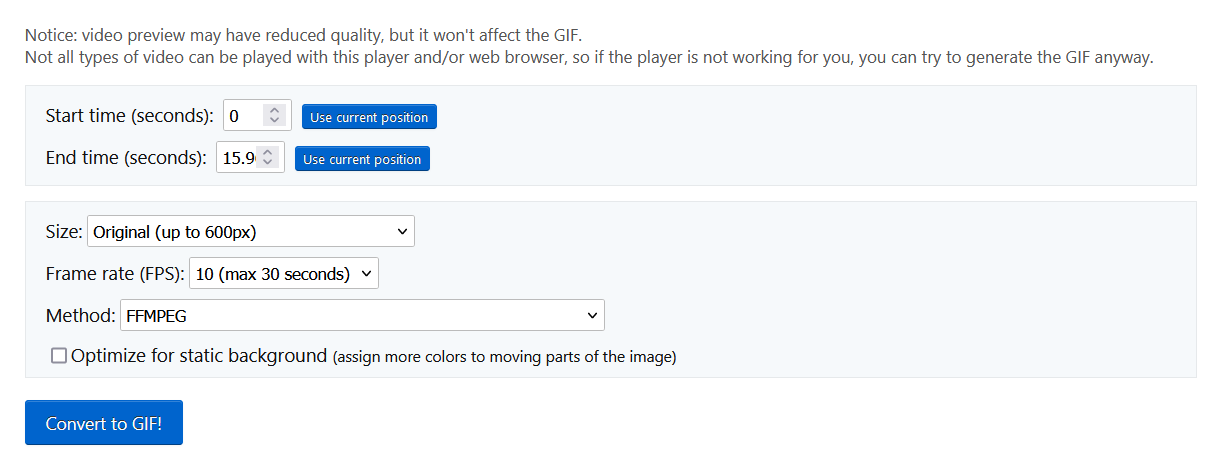 Notice: video preview may have reduced quality, but it won't affect the GIF.
Not all types of video can be played with this player and/or web browser, so if the player is not working for you, you can try to generate the GIF anyway.
Start time (seconds): 0 Use current position
End time (seconds): 15.9 Use current position
Size: Original (up to 600px)
Frame rate (FPS): 10 (max 30 seconds)
Method: FFMPEG
Optimize for static background (assign more colors to moving parts of the image)
Convert to GIF!